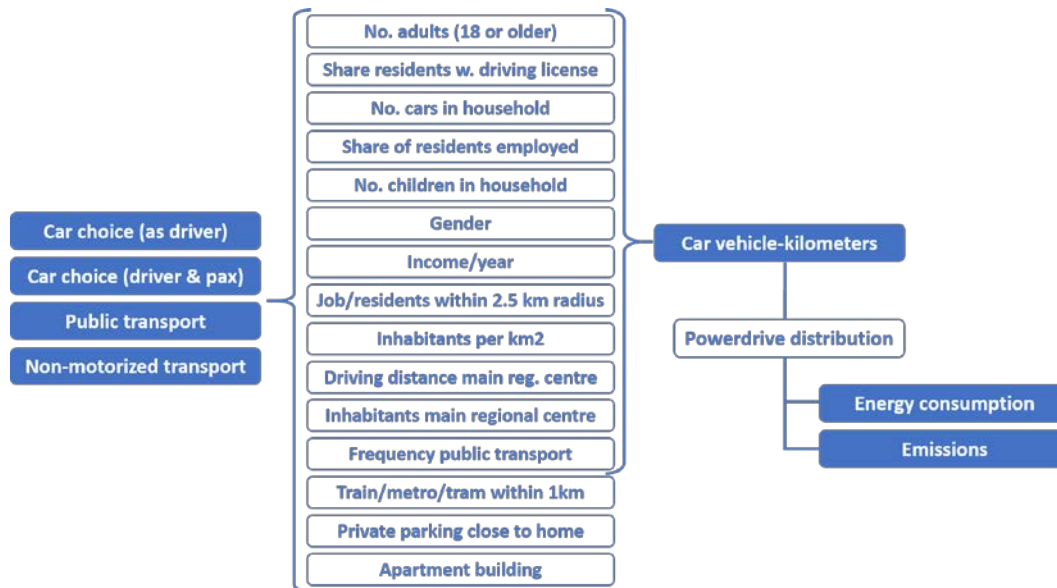 Car choice (as driver)
Car choice (driver & pax)
Public transport
Non-motorized transport
No. adults (18 or older)
Share residents w. driving license
No. cars in household
Share of residents employed
No. children in household
Gender
Income/year
Job/residents within 2.5 km radius
Inhabitants per km2
Driving distance main reg. centre
Inhabitants main regional centre
Frequency public transport
Train/metro/tram within 1km
Private parking close to home
Apartment building
Car vehicle-kilometers
Powerdrive distribution
Energy consumption
Emissions